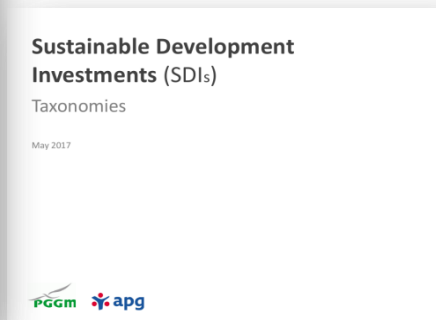 Sustainable Development
Investments (SDIs)
Taxonomies
May 2017
PGGM apg